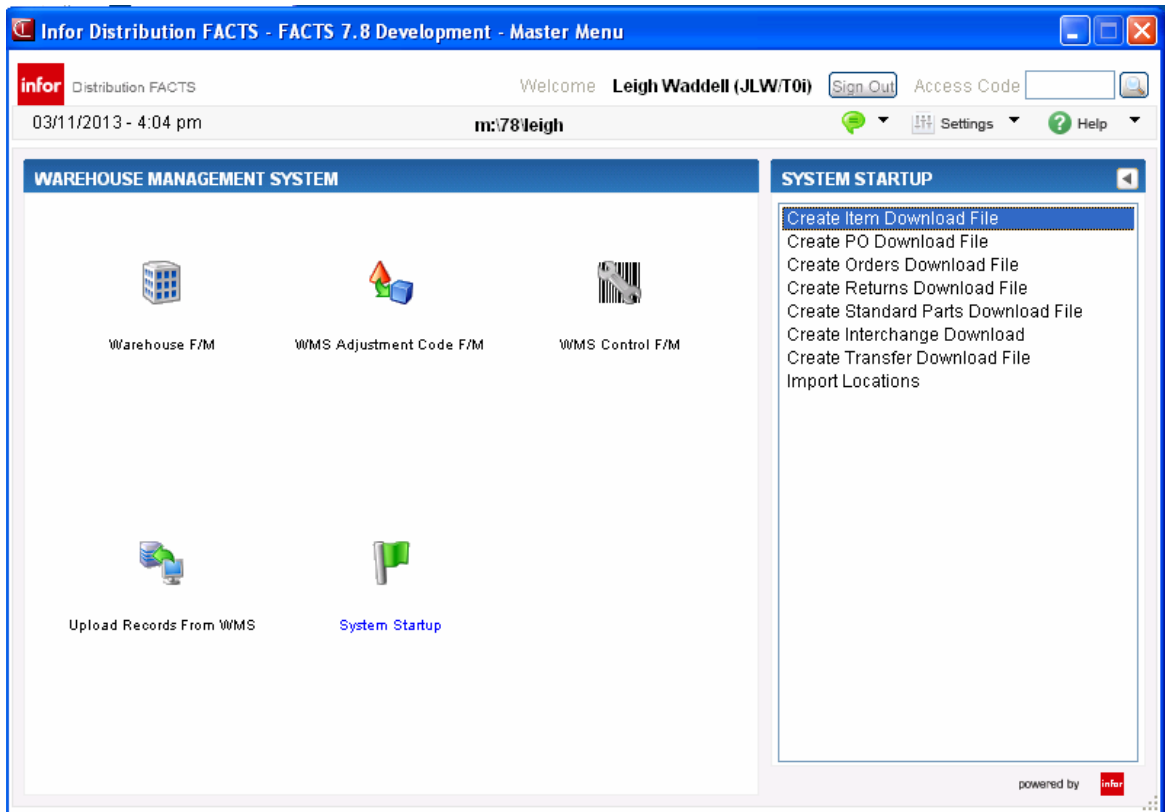 Infor Distribution FACTS - FACTS 7.8 Development - Master Menu
infor Distribution FACTS Welcome Leigh Waddell (JLW/T0i) Sign Out Access Code
03/11/2013 - 4:04 pm m:\78\leigh Settings Help
WAREHOUSE MANAGEMENT SYSTEM
Warehouse F/M WMS Adjustment Code F/M WMS Control F/M
Upload Records From WMS System Startup
SYSTEM STARTUP
Create Item Download File
Create PO Download File
Create Orders Download File
Create Returns Download File
Create Standard Parts Download File
Create Interchange Download
Create Transfer Download File
Import Locations
powered by infor